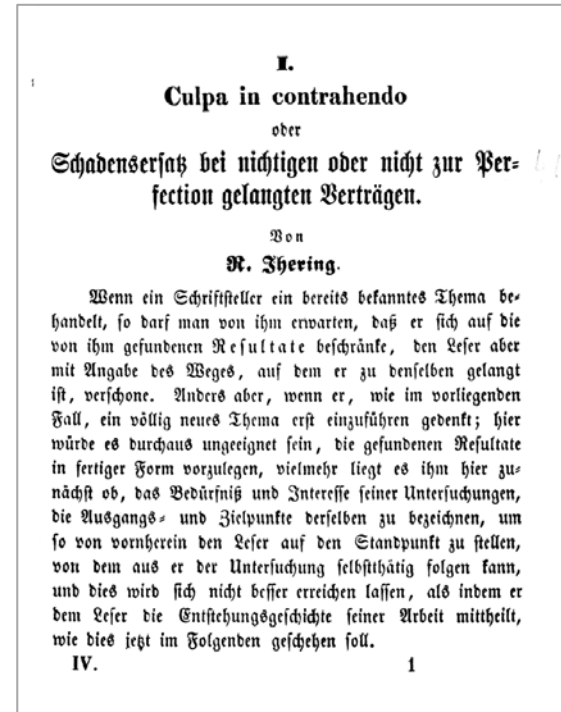 I.
Culpa in contrahendo
oder
Schadensersatz bei nichtigen oder nicht zur Per=
fection gelangten Verträgen.
Von
R. Jhering.
Wenn ein Schriftsteller ein bereits bekanntes Thema be=
handelt, so darf man von ihm erwarten, daß er sich auf die
von ihm gefundenen Resultate beschränke, den Leser aber
mit Angabe des Weges, auf dem er zu denselben gelangt
ist, verschone. Anders aber, wenn er, wie im vorliegenden
Fall, ein völlig neues Thema erst einzuführen gedenkt; hier
würde es durchaus ungeeignet sein, die gefundenen Resultate
in fertiger Form vorzulegen, vielmehr liegt es ihm hier zu=
nächst ob, das Bedürfniß und Interesse seiner Untersuchungen,
die Ausgangs= und Zielpunkte derselben zu bezeichnen, um
so von vornherein den Leser auf den Standpunkt zu stellen,
von dem aus er der Untersuchung selbstthätig folgen kann,
und dies wird sich nicht besser erreichen lassen, als indem er
dem Leser die Entstehungsgeschichte seiner Arbeit mittheilt,
wie dies jetzt im Folgenden geschehen soll.
IV. 1